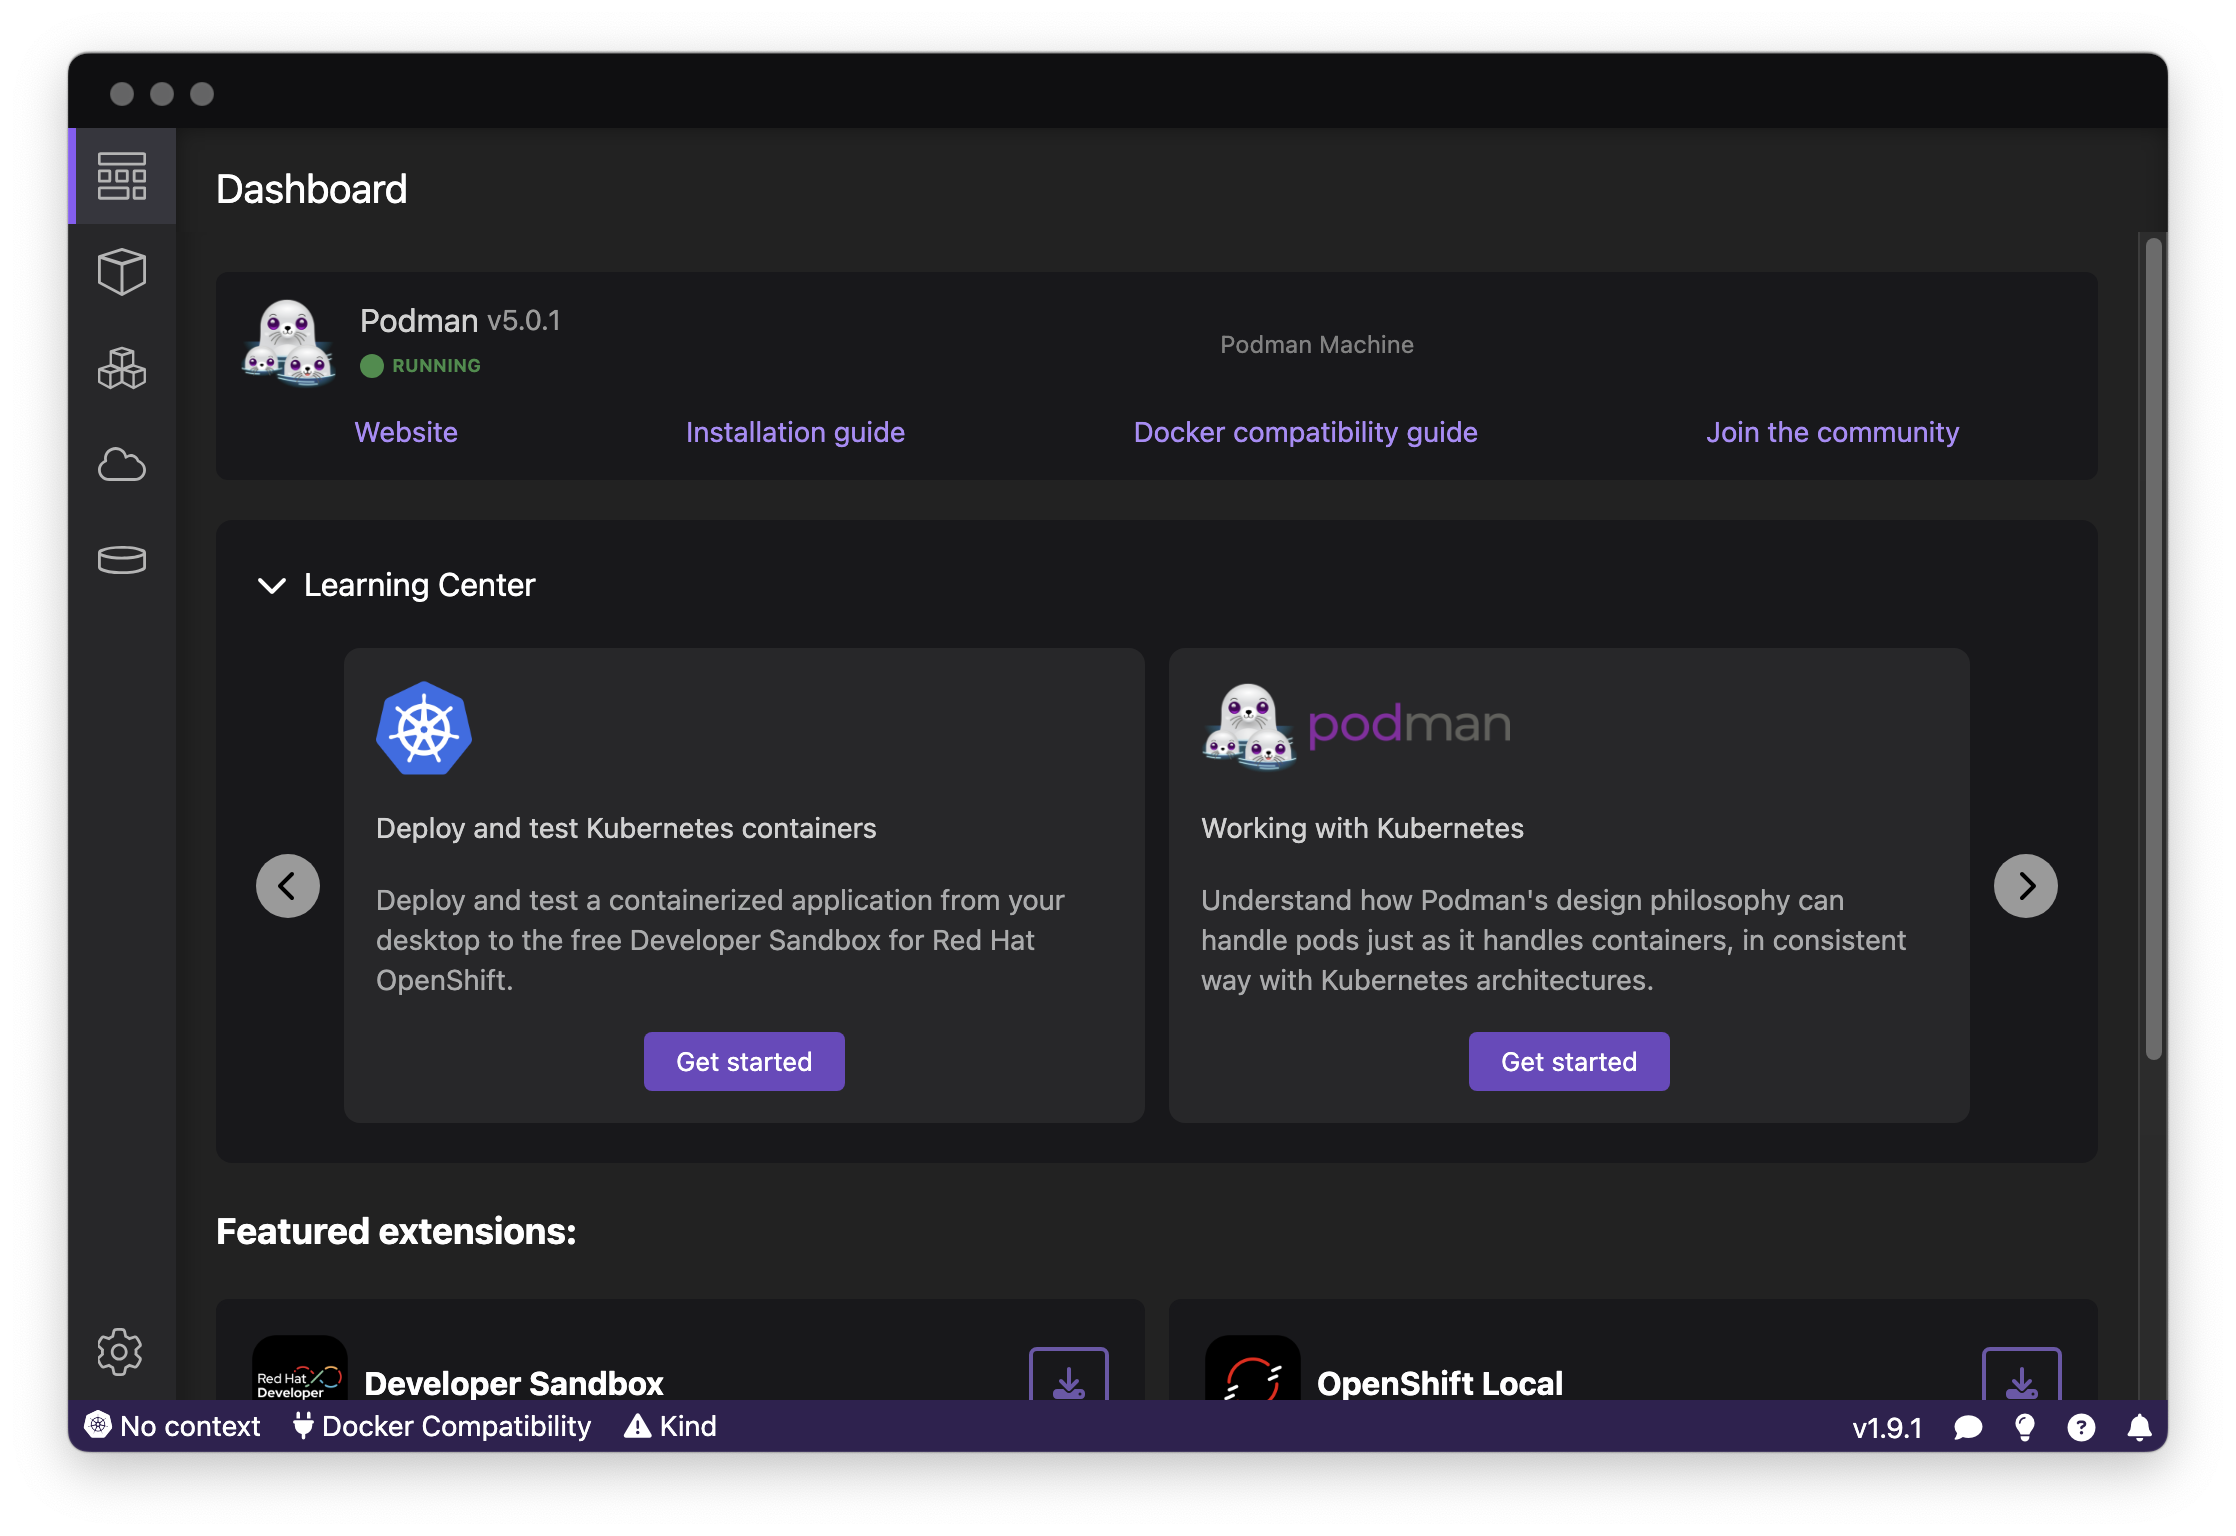 Dashboard
Podman v5.0.1
RUNNING
Podman Machine
Website
Installation guide
Docker compatibility guide
Join the community
Learning Center
Deploy and test Kubernetes containers
Deploy and test a containerized application from your
desktop to the free Developer Sandbox for Red Hat
OpenShift.
Get started
podman
Working with Kubernetes
Understand how Podman's design philosophy can
handle pods just as it handles containers, in consistent
way with Kubernetes architectures.
Get started
Featured extensions:
Red Hat
Developer
Developer Sandbox
OpenShift Local
No context
Docker Compatibility
Kind
v1.9.1